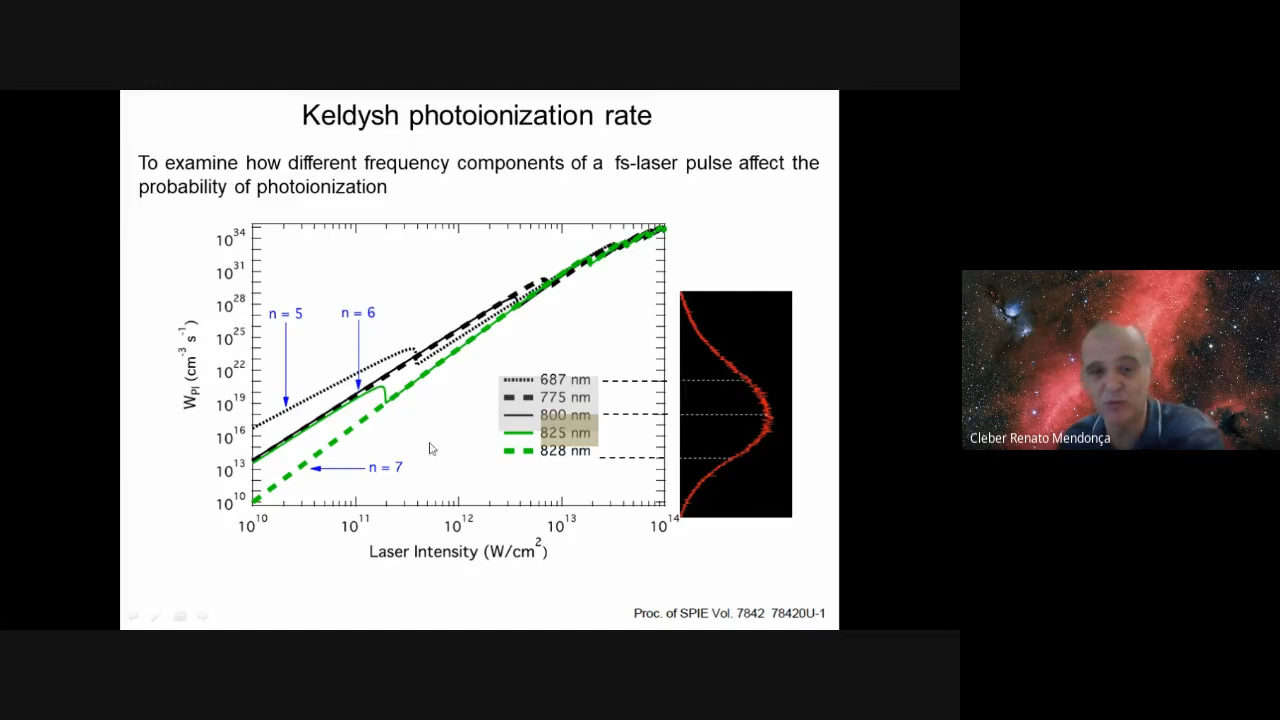 Keldysh photoionization rate
To examine how different frequency components of a fs-laser pulse affect the
probability of photoionization
10^34
10^31
10^28
10^25
10^22
10^19
10^16
10^13
10^10
W_PI (cm^-3 s^-1)
n = 5
n = 6
n = 7
687 nm
775 nm
800 nm
825 nm
828 nm
10^10
10^11
10^12
10^13
10^14
Laser Intensity (W/cm^2)
Proc. of SPIE Vol. 7842 78420U-1
Cleber Renato Mendonça